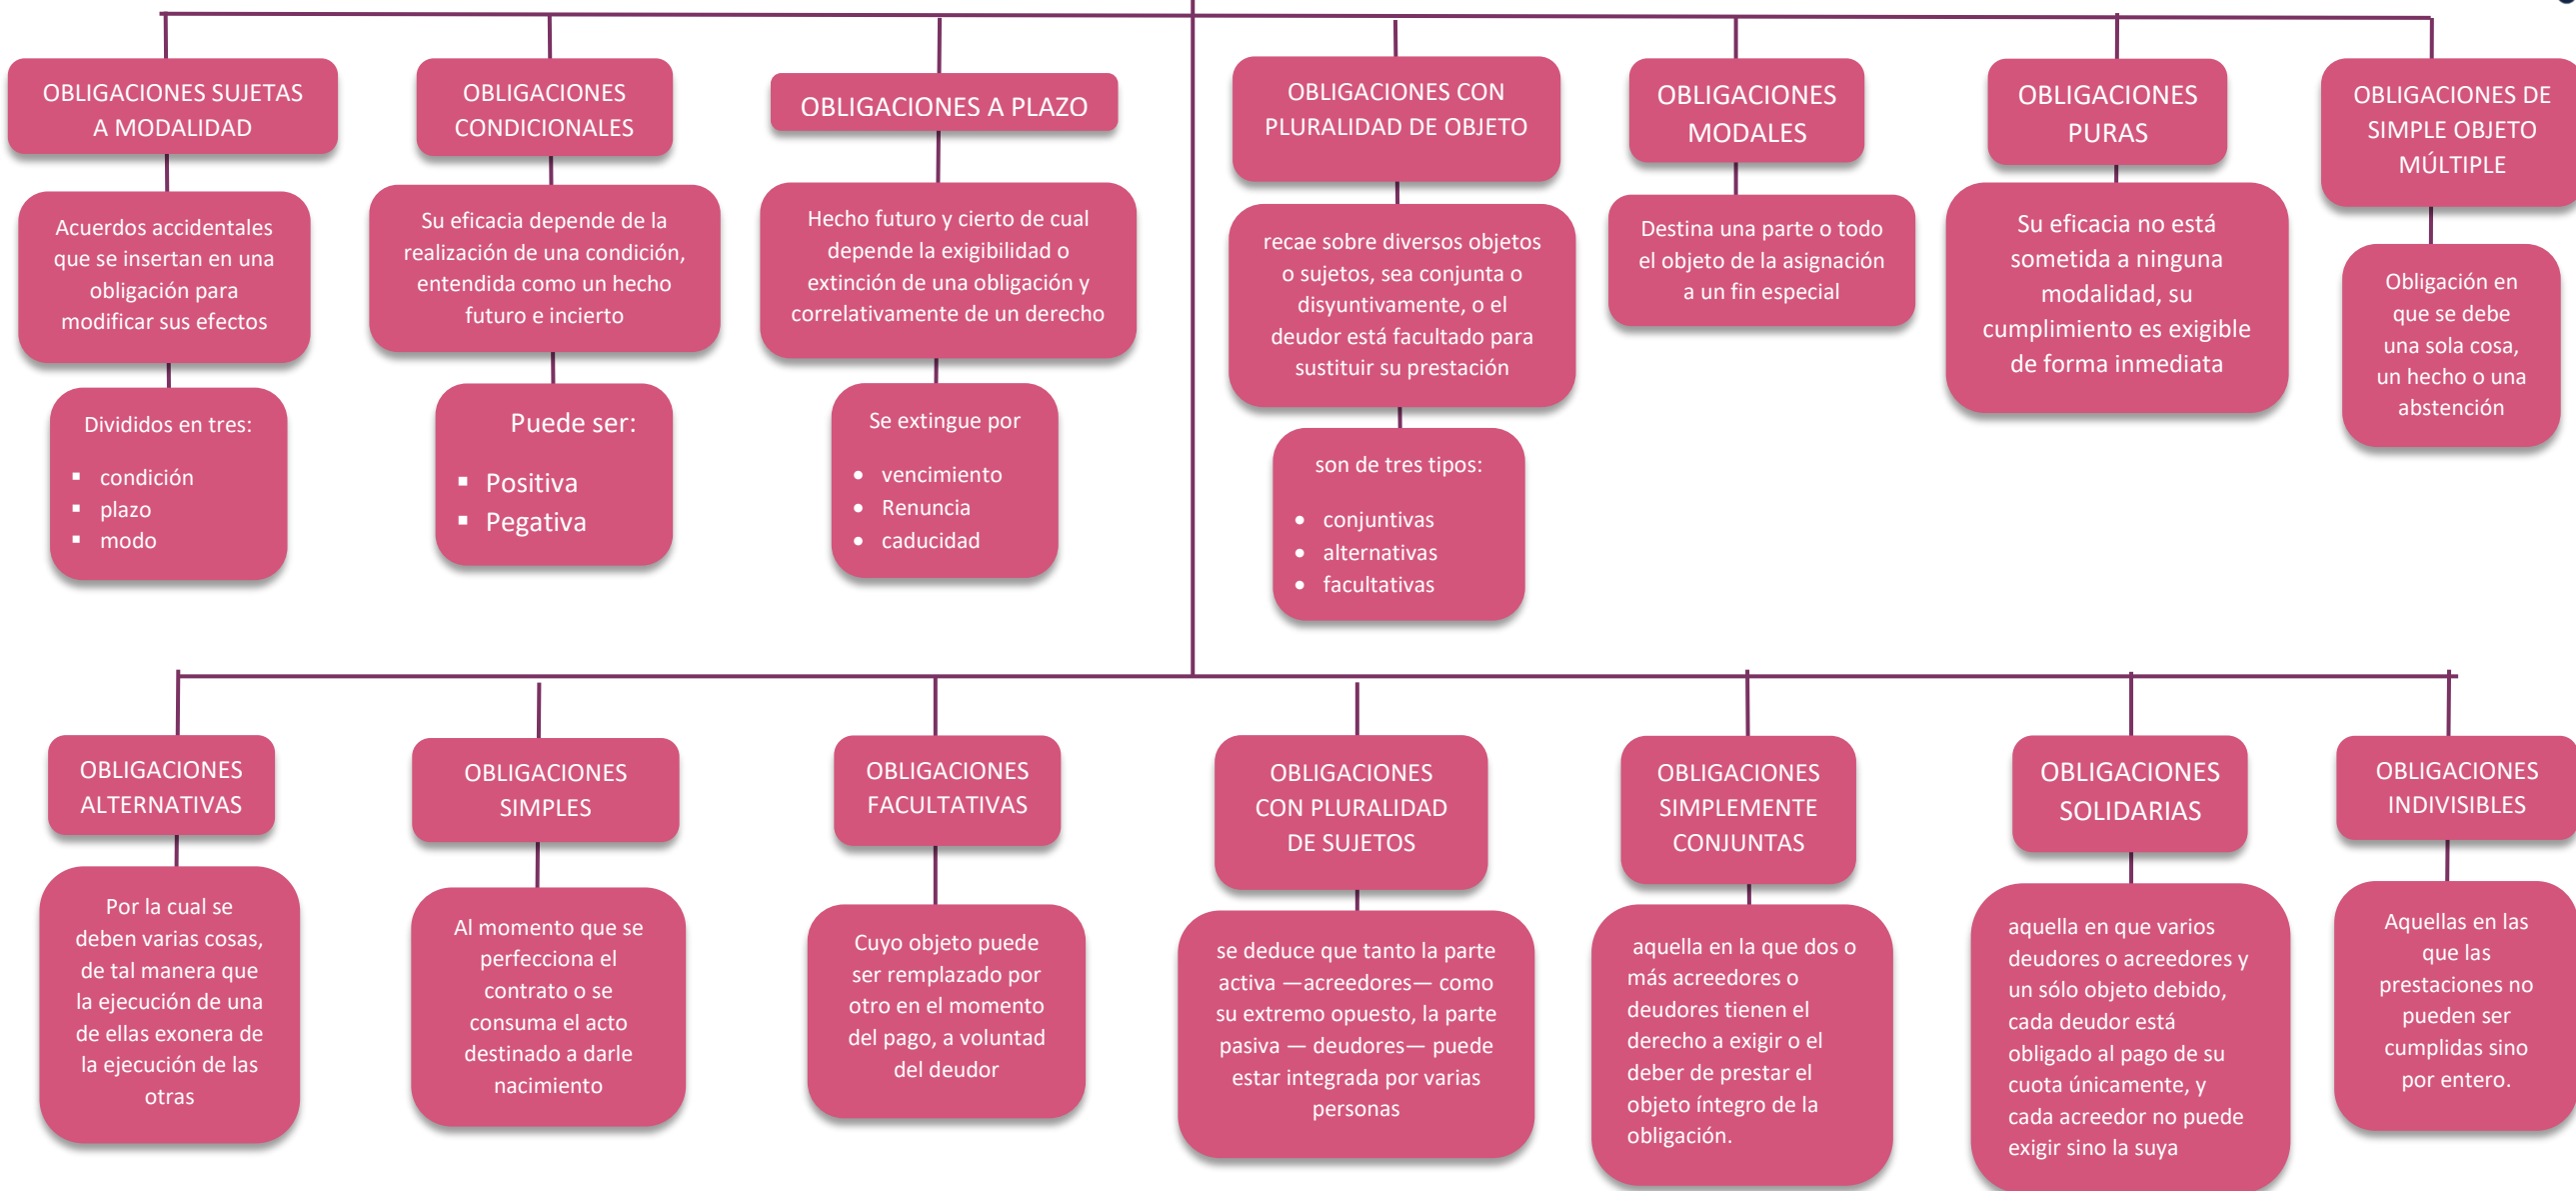 OBLIGACIONES SUJETAS
A MODALIDAD
Acuerdos accidentales
que se insertan en una
obligación para
modificar sus efectos
Divididos en tres:
▪ condición
▪ plazo
▪ modo
OBLIGACIONES
CONDICIONALES
Su eficacia depende de la
realización de una condición,
entendida como un hecho
futuro e incierto
Puede ser:
▪ Positiva
▪ Pegativa
OBLIGACIONES A PLAZO
Hecho futuro y cierto de cual
depende la exigibilidad o
extinción de una obligación y
correlativamente de un derecho
Se extingue por
• vencimiento
• Renuncia
• caducidad
OBLIGACIONES CON
PLURALIDAD DE OBJETO
recae sobre diversos objetos
o sujetos, sea conjunta o
disyuntivamente, o el
deudor está facultado para
sustituir su prestación
son de tres tipos:
• conjuntivas
• alternativas
• facultativas
OBLIGACIONES
MODALES
Destina una parte o todo
el objeto de la asignación
a un fin especial
OBLIGACIONES
PURAS
Su eficacia no está
sometida a ninguna
modalidad, su
cumplimiento es exigible
de forma inmediata
OBLIGACIONES DE
SIMPLE OBJETO
MÚLTIPLE
Obligación en
que se debe
una sola cosa,
un hecho o una
abstención
OBLIGACIONES
ALTERNATIVAS
Por la cual se
deben varias cosas,
de tal manera que
la ejecución de una
de ellas exonera de
la ejecución de las
otras
OBLIGACIONES
SIMPLES
Al momento que se
perfecciona el
contrato o se
consuma el acto
destinado a darle
nacimiento
OBLIGACIONES
FACULTATIVAS
Cuyo objeto puede
ser remplazado por
otro en el momento
del pago, a voluntad
del deudor
OBLIGACIONES
CON PLURALIDAD
DE SUJETOS
se deduce que tanto la parte
activa —acreedores— como
su extremo opuesto, la parte
pasiva — deudores— puede
estar integrada por varias
personas
OBLIGACIONES
SIMPLEMENTE
CONJUNTAS
aquella en la que dos o
más acreedores o
deudores tienen el
derecho a exigir o el
deber de prestar el
objeto íntegro de la
obligación.
OBLIGACIONES
SOLIDARIAS
aquella en que varios
deudores o acreedores y
un sólo objeto debido,
cada deudor está
obligado al pago de su
cuota únicamente, y
cada acreedor no puede
exigir sino la suya
OBLIGACIONES
INDIVISIBLES
Aquellas en las
que las
prestaciones no
pueden ser
cumplidas sino
por entero.